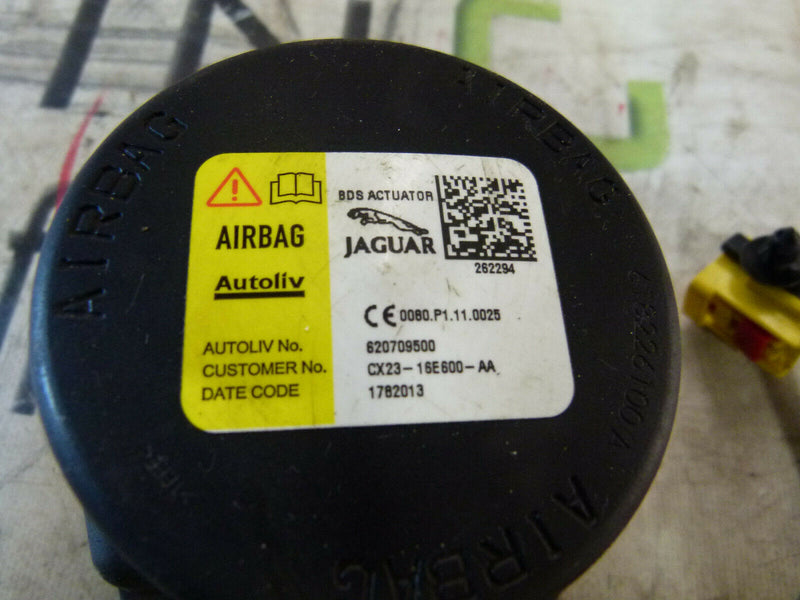 AIRBAG
AIRBAG
BDS ACTUATOR
JAGUAR
262294
AIRBAG
Autoliv
CE 0080.P1.11.0025
AUTOLIV No. 620709500
CUSTOMER No. CX23-16E600-AA
DATE CODE 1782013
AIRBAG